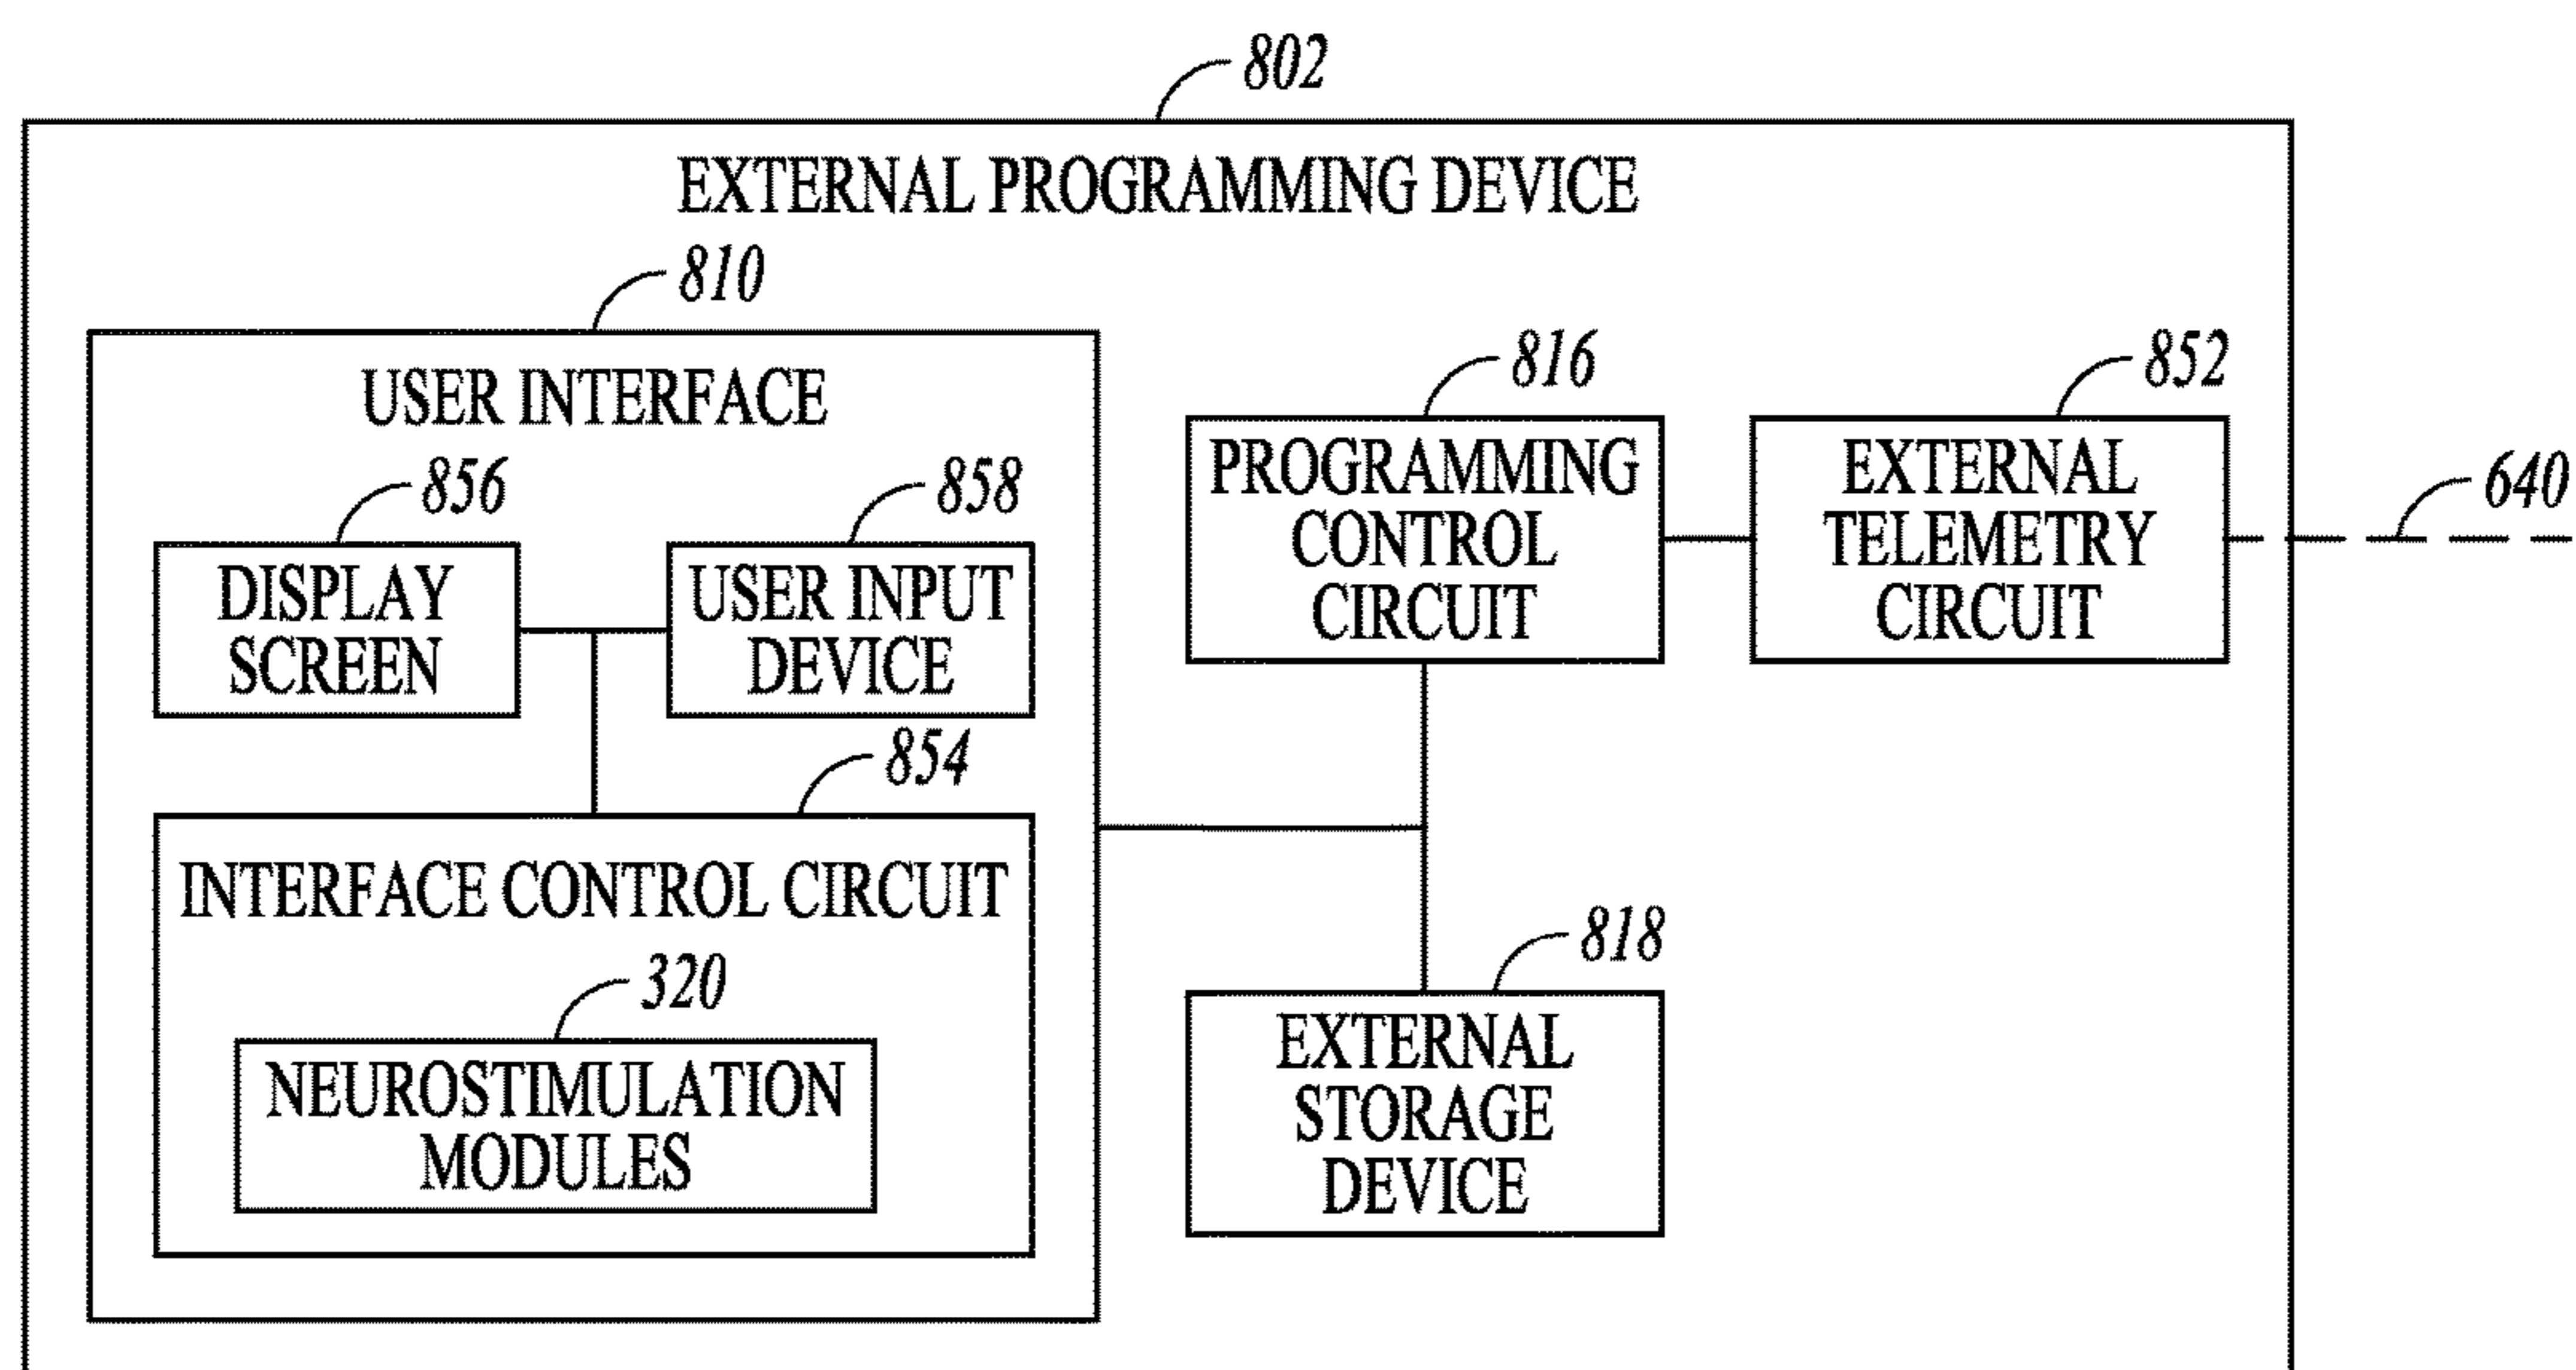 802
EXTERNAL PROGRAMMING DEVICE
810
USER INTERFACE
856
DISPLAY
SCREEN
858
USER INPUT
DEVICE
854
INTERFACE CONTROL CIRCUIT
320
NEUROSTIMULATION
MODULES
816
PROGRAMMING
CONTROL
CIRCUIT
852
EXTERNAL
TELEMETRY
CIRCUIT
640
818
EXTERNAL
STORAGE
DEVICE